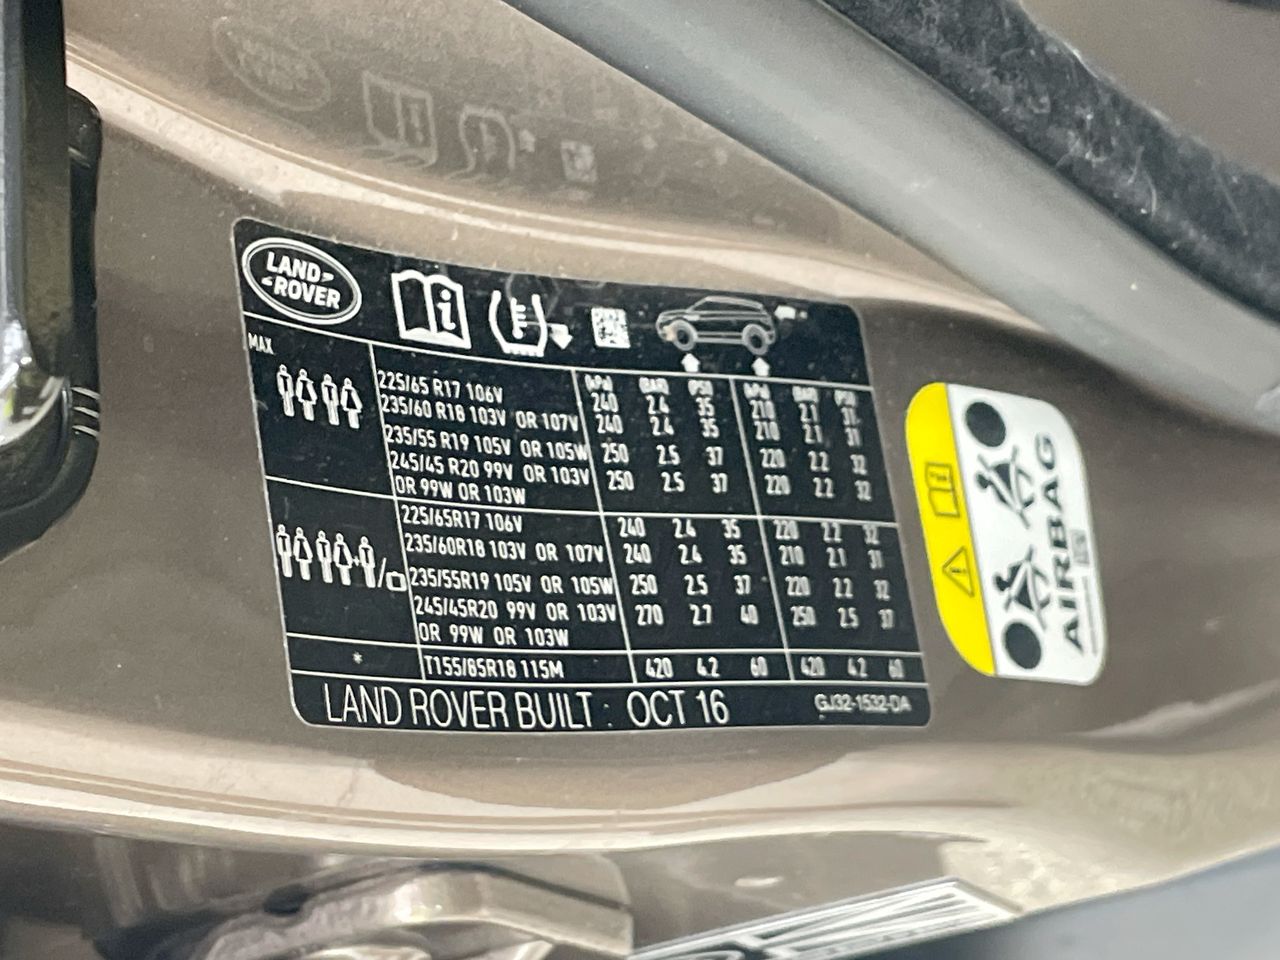 LAND
ROVER
MAX
(kPa) (BAR) (PSI) (kPa) (BAR) (PSI)
225/65 R17 106V 240 2.4 35 210 2.1 31
235/60 R18 103V OR 107V 240 2.4 35 210 2.1 31
235/55 R19 105V OR 105W 250 2.5 37 220 2.2 32
245/45 R20 99V OR 103V 250 2.5 37 220 2.2 32
OR 99W OR 103W
225/65R17 106V 240 2.4 35 220 2.2 32
235/60R18 103V OR 107V 240 2.4 35 210 2.1 31
235/55R19 105V OR 105W 250 2.5 37 220 2.2 32
245/45R20 99V OR 103V 270 2.7 40 250 2.5 37
OR 99W OR 103W
* T155/85R18 115M 420 4.2 60 420 4.2 60
LAND ROVER BUILT : OCT 16 GJ32-1532-DA
AIRBAG